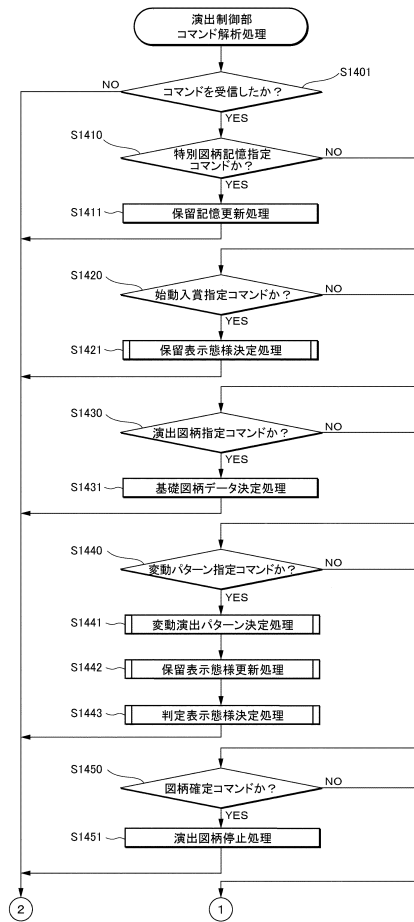 演出制御部
コマンド解析処理
S1401
NO
コマンドを受信したか？
YES
S1410
特別図柄記憶指定
コマンドか？
NO
YES
S1411
保留記憶更新処理
S1420
始動入賞指定コマンドか？
NO
YES
S1421
保留表示態様決定処理
S1430
演出図柄指定コマンドか？
NO
YES
S1431
基礎図柄データ決定処理
S1440
変動パターン指定コマンドか？
NO
YES
S1441
変動演出パターン決定処理
S1442
保留表示態様更新処理
S1443
判定表示態様決定処理
S1450
図柄確定コマンドか？
NO
YES
S1451
演出図柄停止処理
2
1